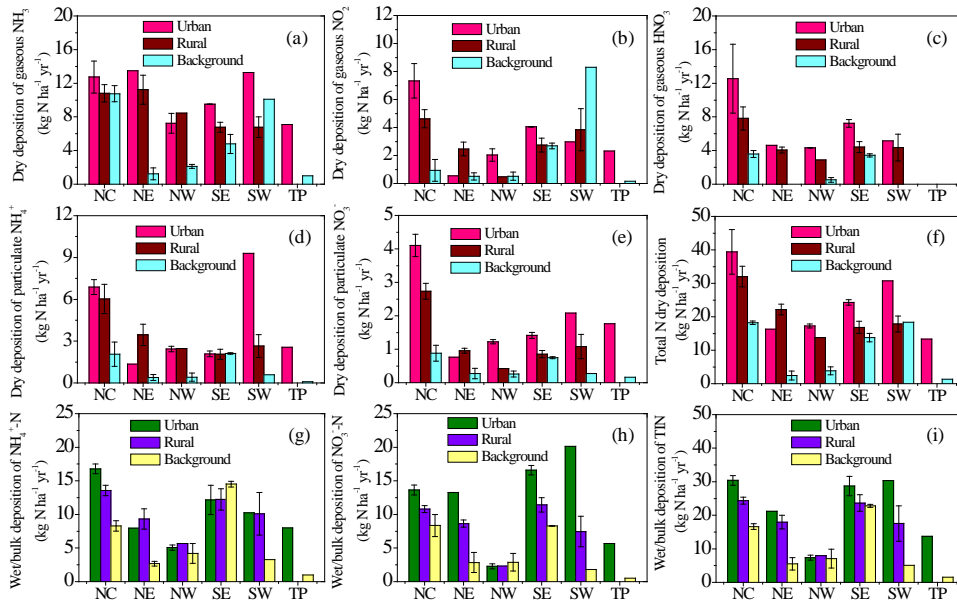 Dry deposition of gaseous NH₃
(kg N ha⁻¹ yr⁻¹)
16
12
8
4
0
Urban
Rural
Background
(a)
NC NE NW SE SW TP
Dry deposition of gaseous NO₂
(kg N ha⁻¹ yr⁻¹)
10
8
6
4
2
0
Urban
Rural
Background
(b)
NC NE NW SE SW TP
Dry deposition of gaseous HNO₃
(kg N ha⁻¹ yr⁻¹)
16
12
8
4
0
Urban
Rural
Background
(c)
NC NE NW SE SW TP
Dry deposition of particulate NH₄⁺
(kg N ha⁻¹ yr⁻¹)
12
9
6
3
0
Urban
Rural
Background
(d)
NC NE NW SE SW TP
Dry deposition of particulate NO₃⁻
(kg N ha⁻¹ yr⁻¹)
5
4
3
2
1
0
Urban
Rural
Background
(e)
NC NE NW SE SW TP
Total N dry deposition
(kg N ha⁻¹ yr⁻¹)
50
40
30
20
10
0
Urban
Rural
Background
(f)
NC NE NW SE SW TP
Wet/bulk deposition of NH₄⁺-N
(kg N ha⁻¹ yr⁻¹)
25
20
15
10
5
0
Urban
Rural
Background
(g)
NC NE NW SE SW TP
Wet/bulk deposition of NO₃⁻-N
(kg N ha⁻¹ yr⁻¹)
25
20
15
10
5
0
Urban
Rural
Background
(h)
NC NE NW SE SW TP
Wet/bulk deposition of TIN
(kg N ha⁻¹ yr⁻¹)
50
40
30
20
10
0
Urban
Rural
Background
(i)
NC NE NW SE SW TP